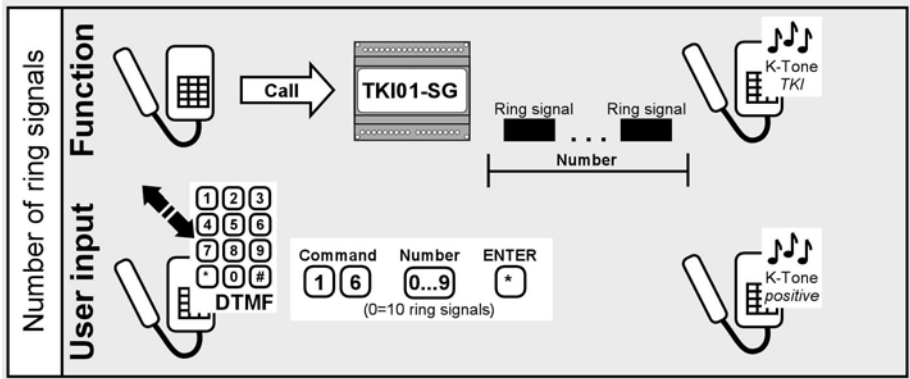 Number of ring signals
Function
Call
TKI01-SG
Ring signal
Ring signal
...
Number
K-Tone
TKI
User input
1 2 3
4 5 6
7 8 9
* 0 #
DTMF
Command
Number
ENTER
1 6
0...9
*
(0=10 ring signals)
K-Tone
positive